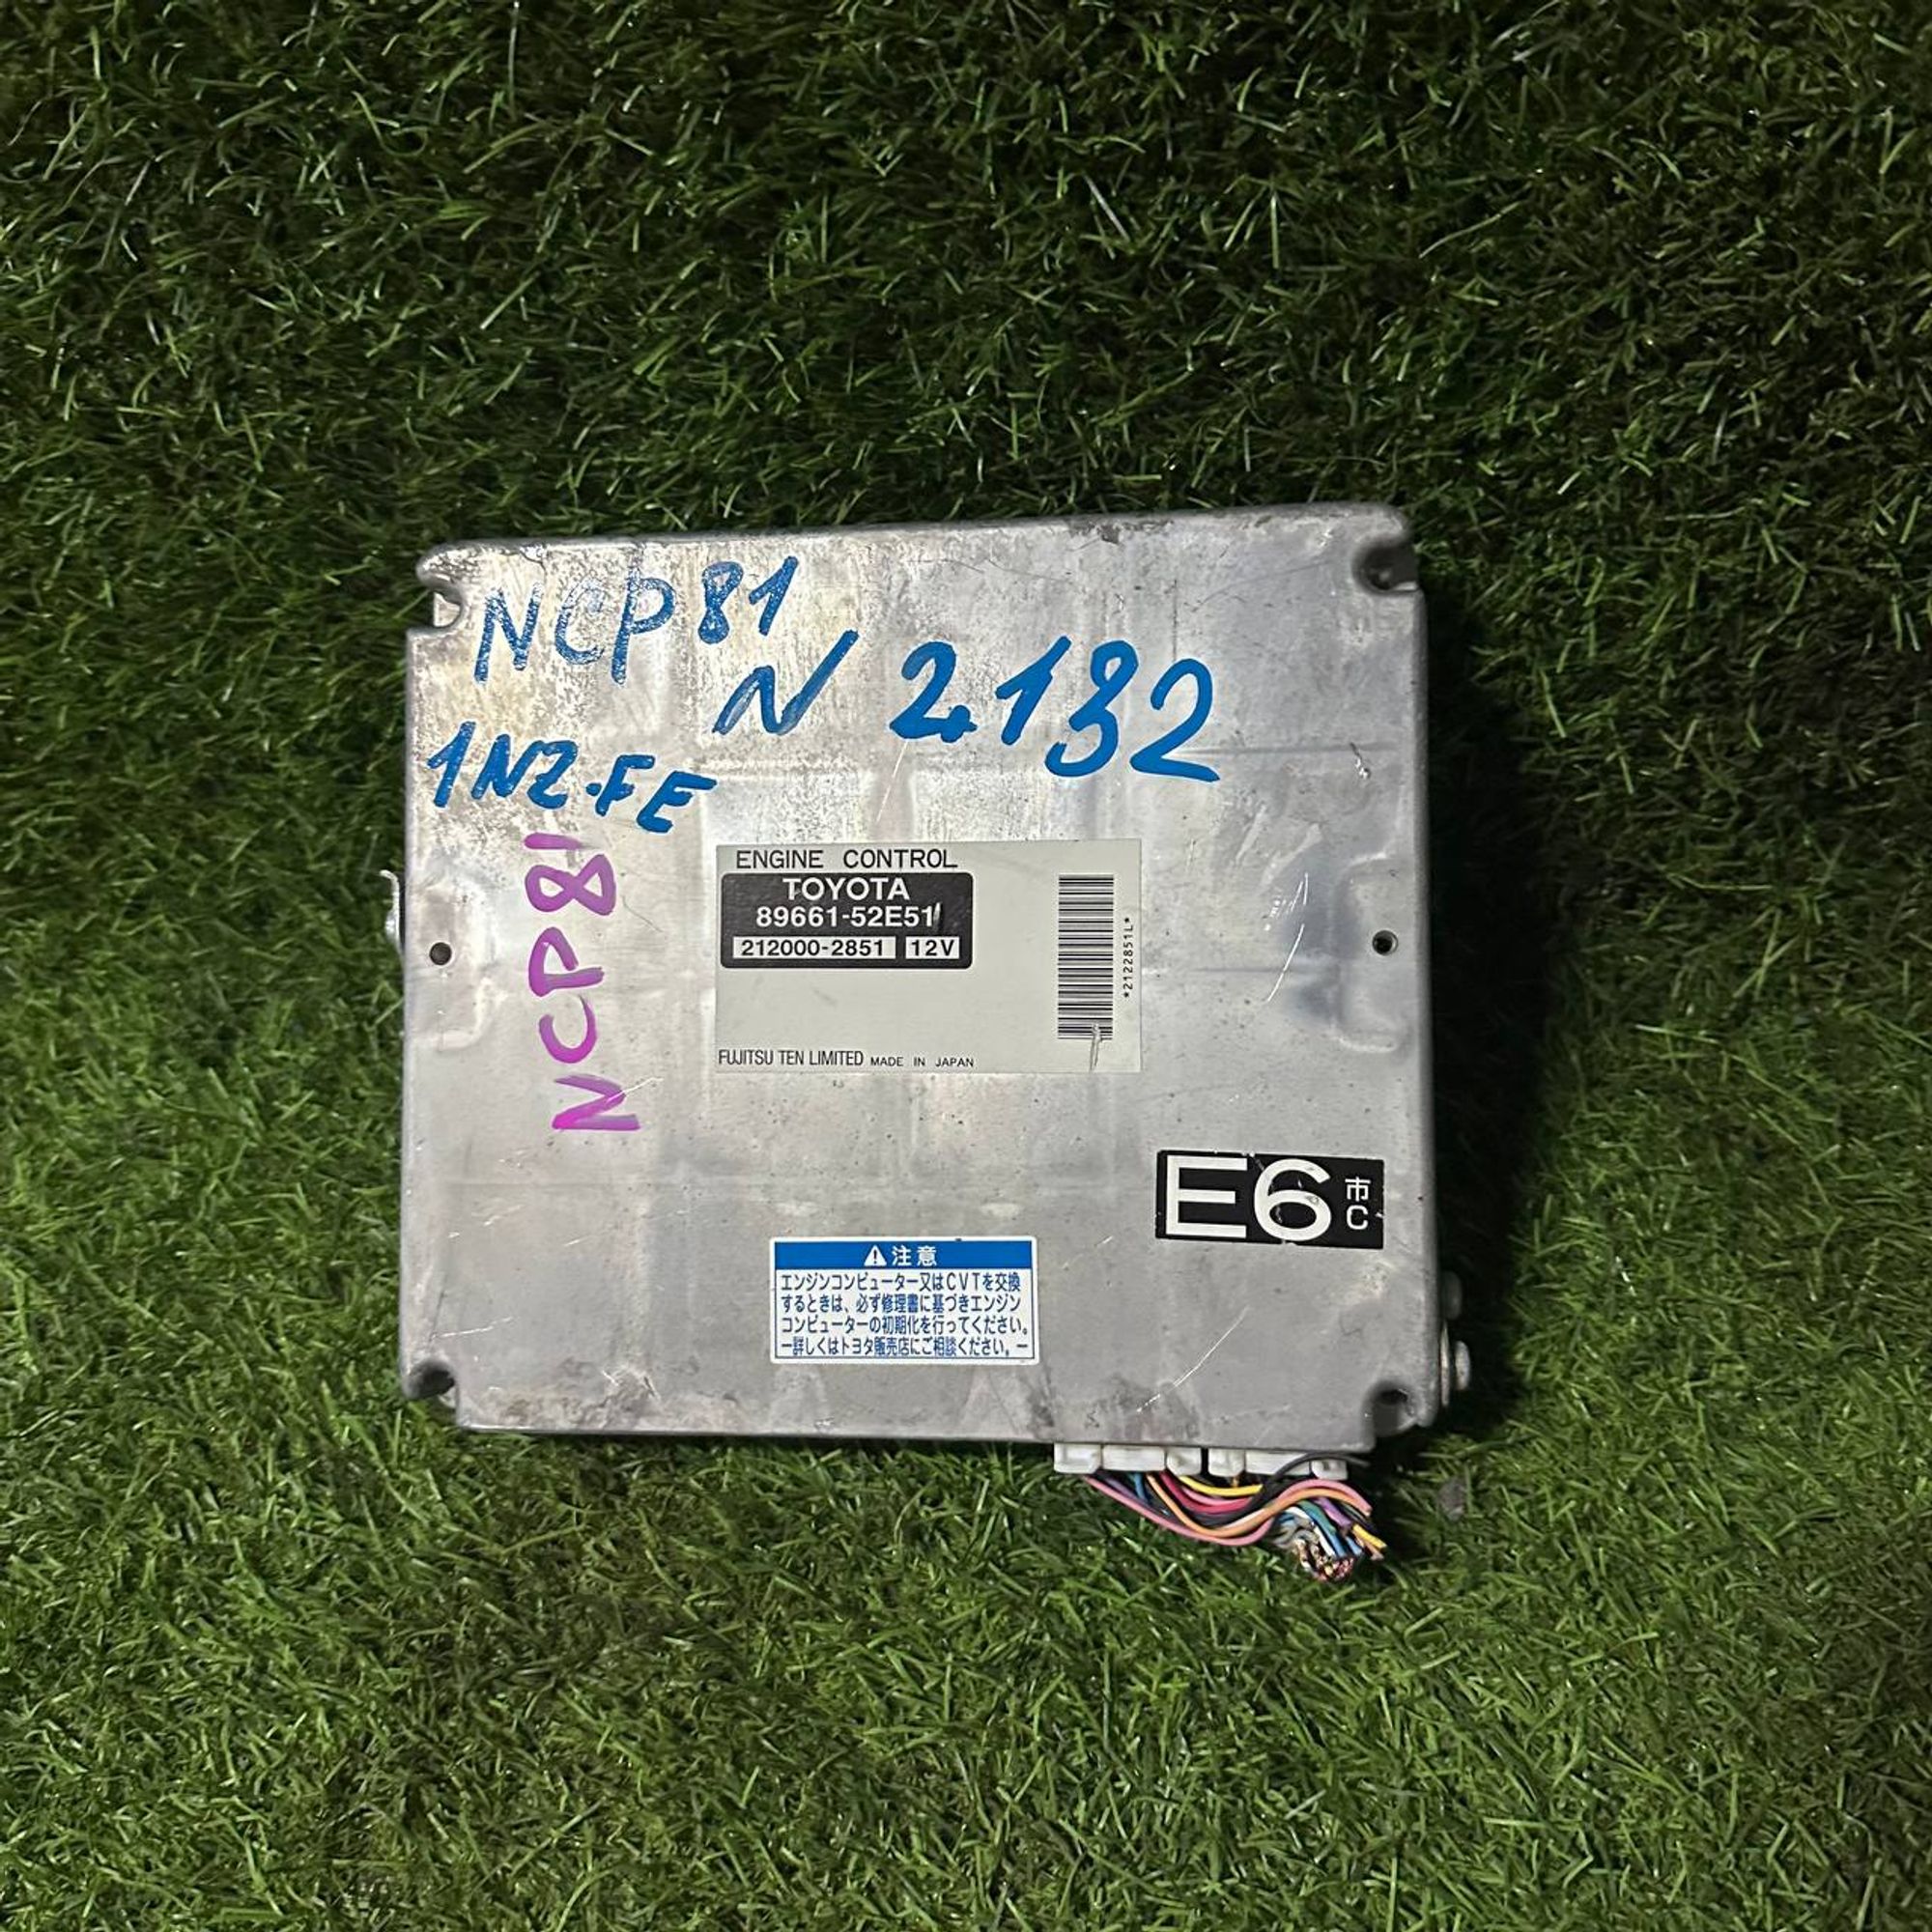 NCP81
N 2132
1NZ-FE
NCP81
ENGINE CONTROL
TOYOTA
89661-52E51
212000-2851 12V
*2122851L*
FUJITSU TEN LIMITED MADE IN JAPAN
E6 市C
⚠注意
エンジンコンピューター又はCVTを交換
するときは、必ず修理書に基づきエンジン
コンピューターの初期化を行ってください。
ー詳しくはトヨタ販売店にご相談ください。ー